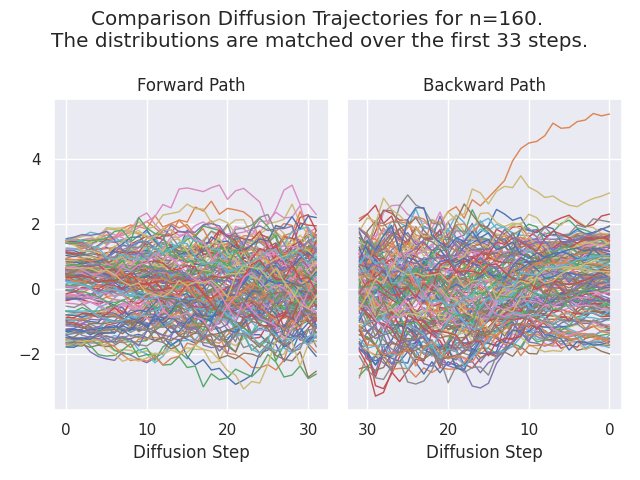 Comparison Diffusion Trajectories for n=160.
The distributions are matched over the first 33 steps.
Forward Path
Backward Path
4
2
0
−2
0 10 20 30
30 20 10 0
Diffusion Step
Diffusion Step